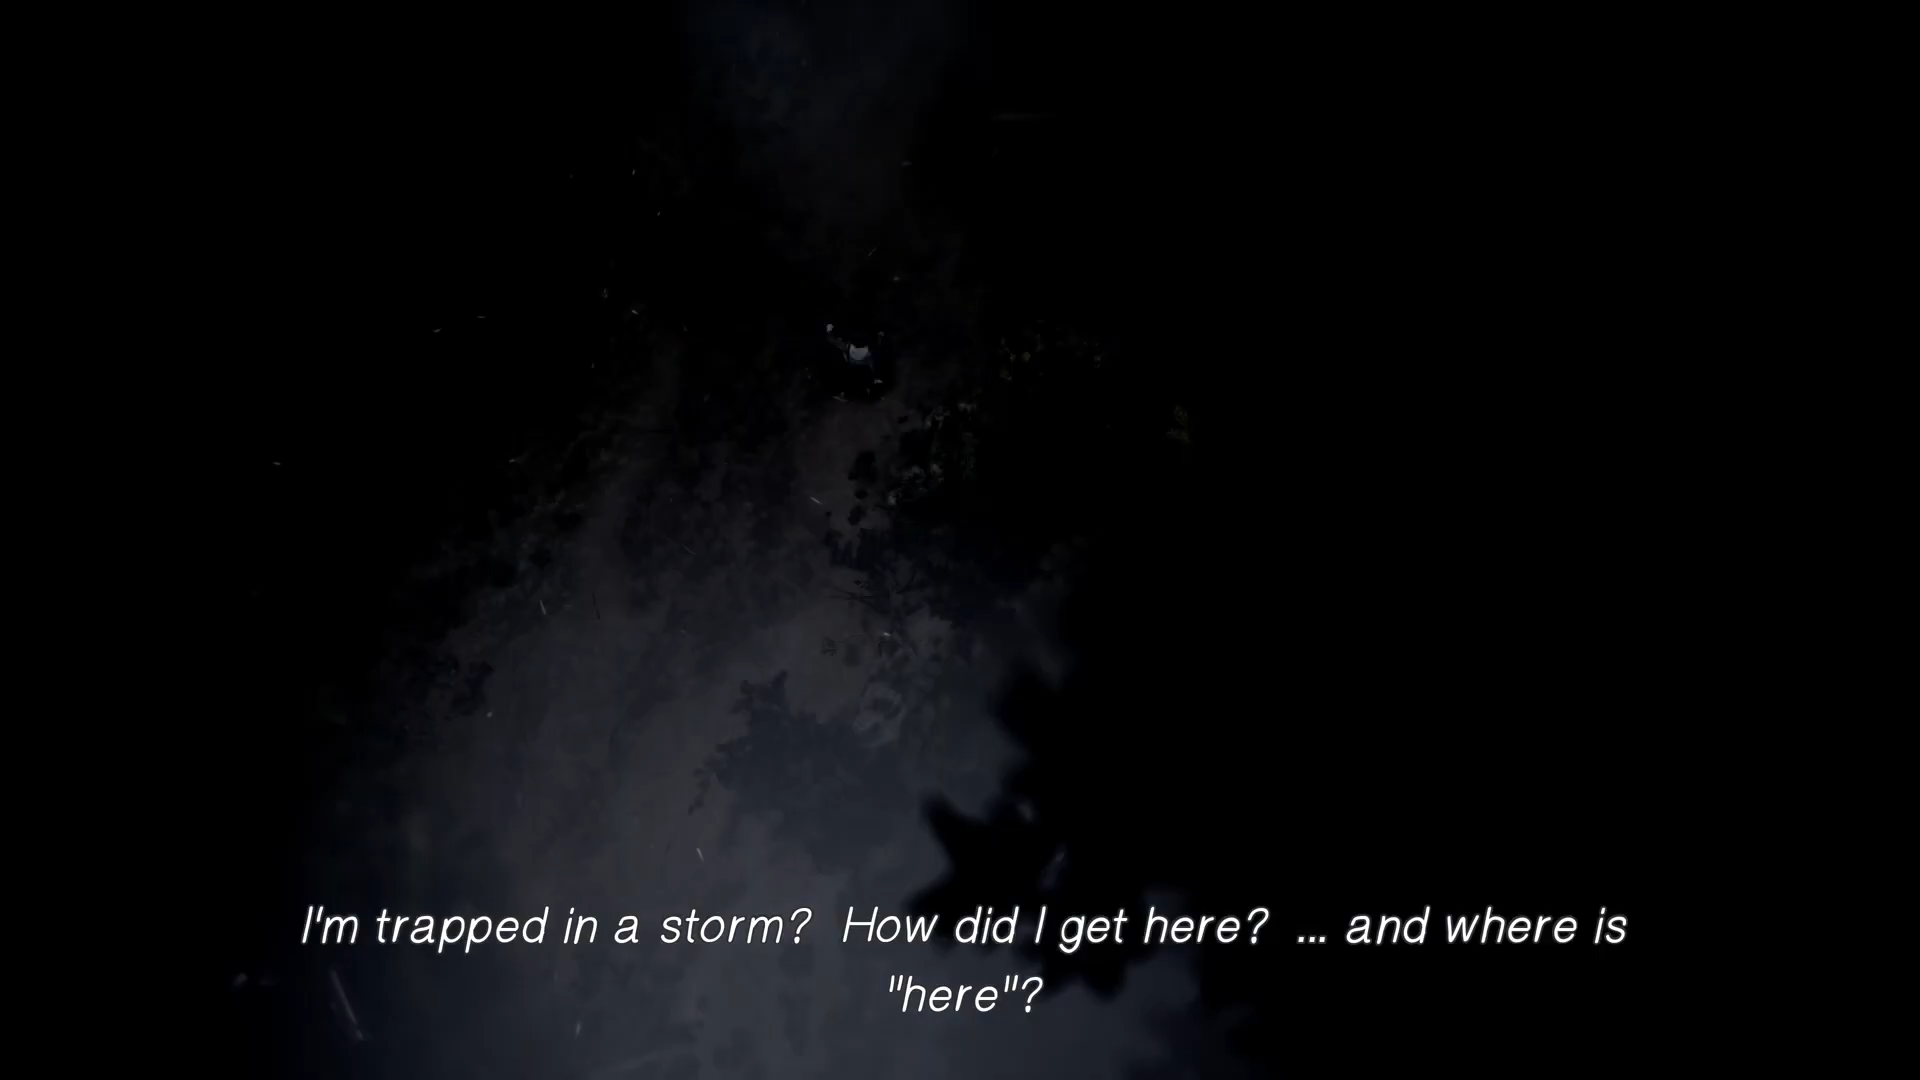 I'm trapped in a storm? How did I get here? ... and where is
"here"?